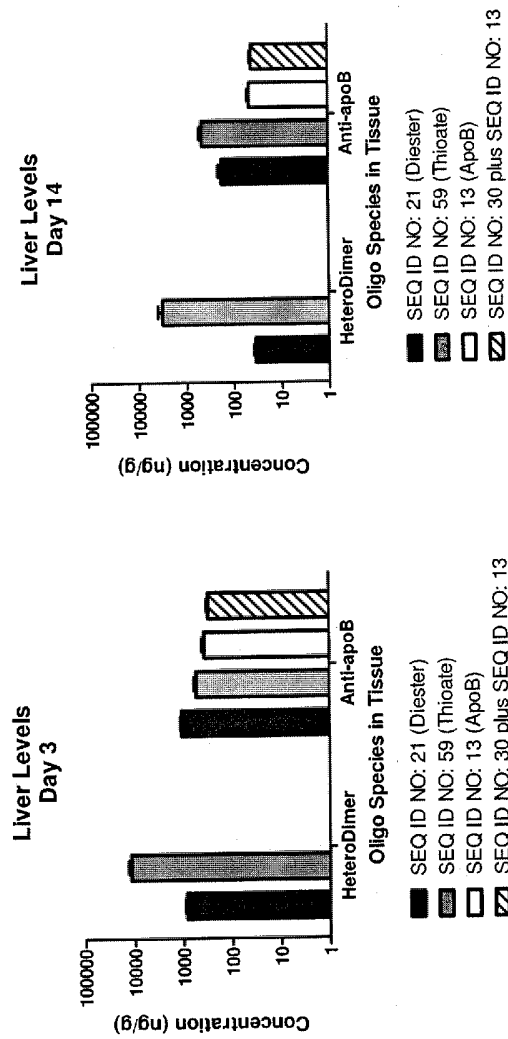 Liver Levels
Day 3
Concentration (ng/g)
100000
10000
1000
100
10
1
HeteroDimer
Anti-apoB
Oligo Species in Tissue
SEQ ID NO: 21 (Diester)
SEQ ID NO: 59 (Thioate)
SEQ ID NO: 13 (ApoB)
SEQ ID NO: 30 plus SEQ ID NO: 13
Liver Levels
Day 14
Concentration (ng/g)
100000
10000
1000
100
10
1
HeteroDimer
Anti-apoB
Oligo Species in Tissue
SEQ ID NO: 21 (Diester)
SEQ ID NO: 59 (Thioate)
SEQ ID NO: 13 (ApoB)
SEQ ID NO: 30 plus SEQ ID NO: 13